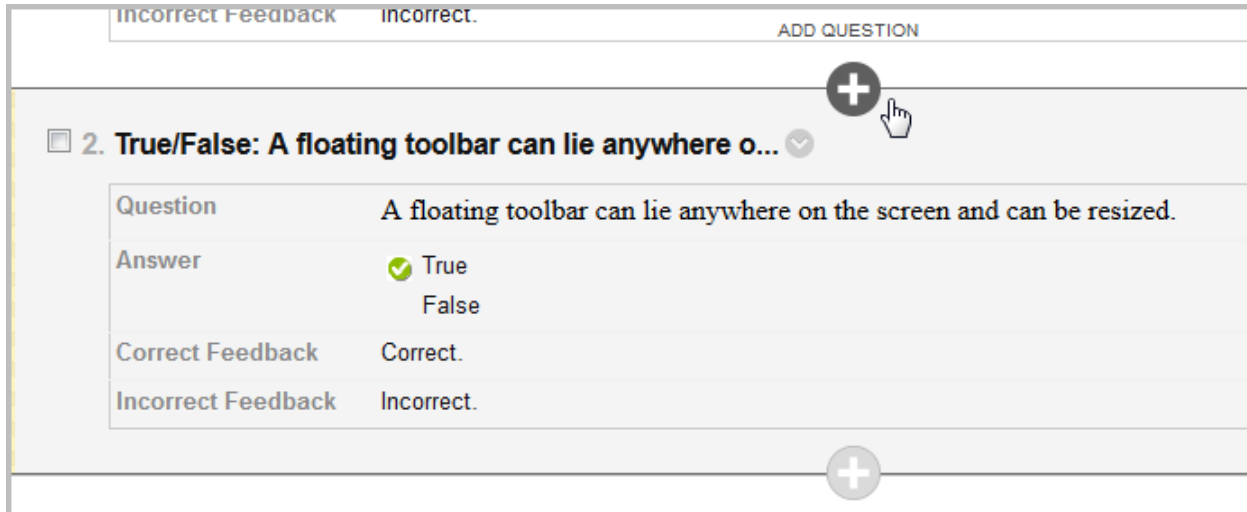 Incorrect Feedback Incorrect.
ADD QUESTION
2. True/False: A floating toolbar can lie anywhere o...
Question A floating toolbar can lie anywhere on the screen and can be resized.
Answer True
False
Correct Feedback Correct.
Incorrect Feedback Incorrect.